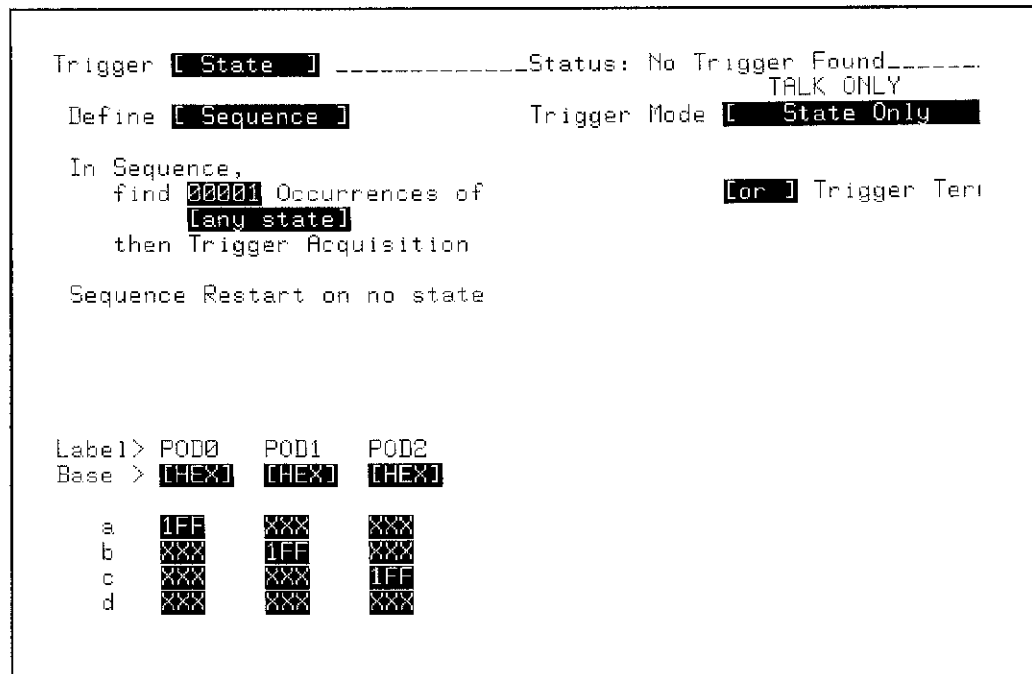 Trigger [ State ] _____________Status: No Trigger Found______.
TALK ONLY
Define [ Sequence ] Trigger Mode [ State Only
In Sequence,
find 00001 Occurrences of [or ] Trigger Ter
[any state]
then Trigger Acquisition
Sequence Restart on no state
Label> POD0 POD1 POD2
Base > [HEX] [HEX] [HEX]
a 1FF XXX XXX
b XXX 1FF XXX
c XXX XXX 1FF
d XXX XXX XXX